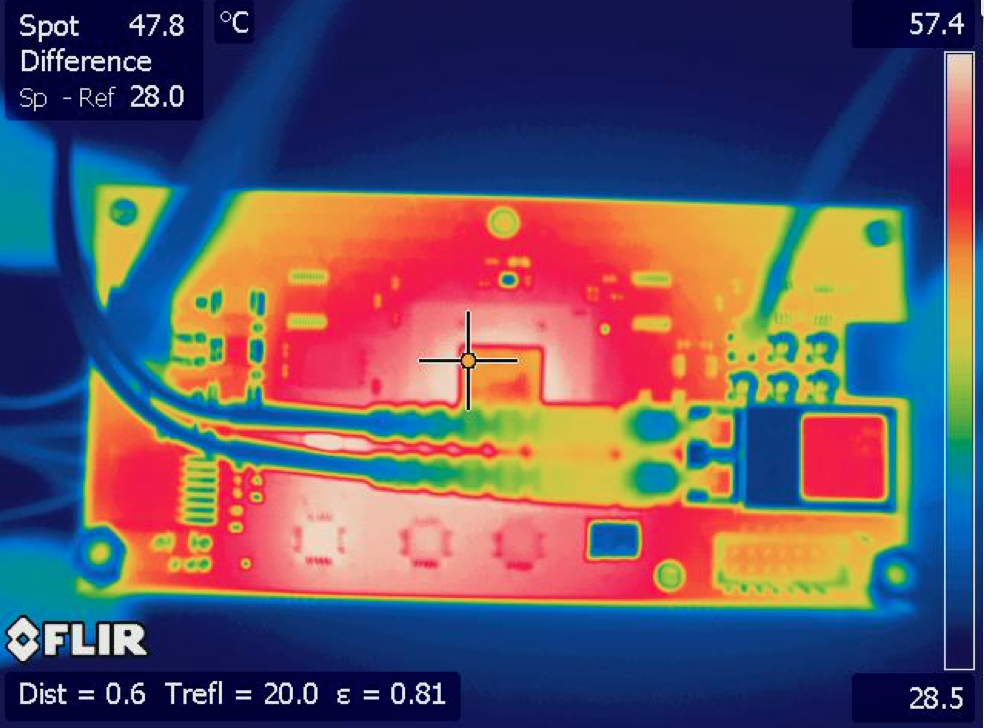 Spot 47.8 °C
Difference
Sp - Ref 28.0
57.4
FLIR
Dist = 0.6 Trefl = 20.0 ε = 0.81
28.5